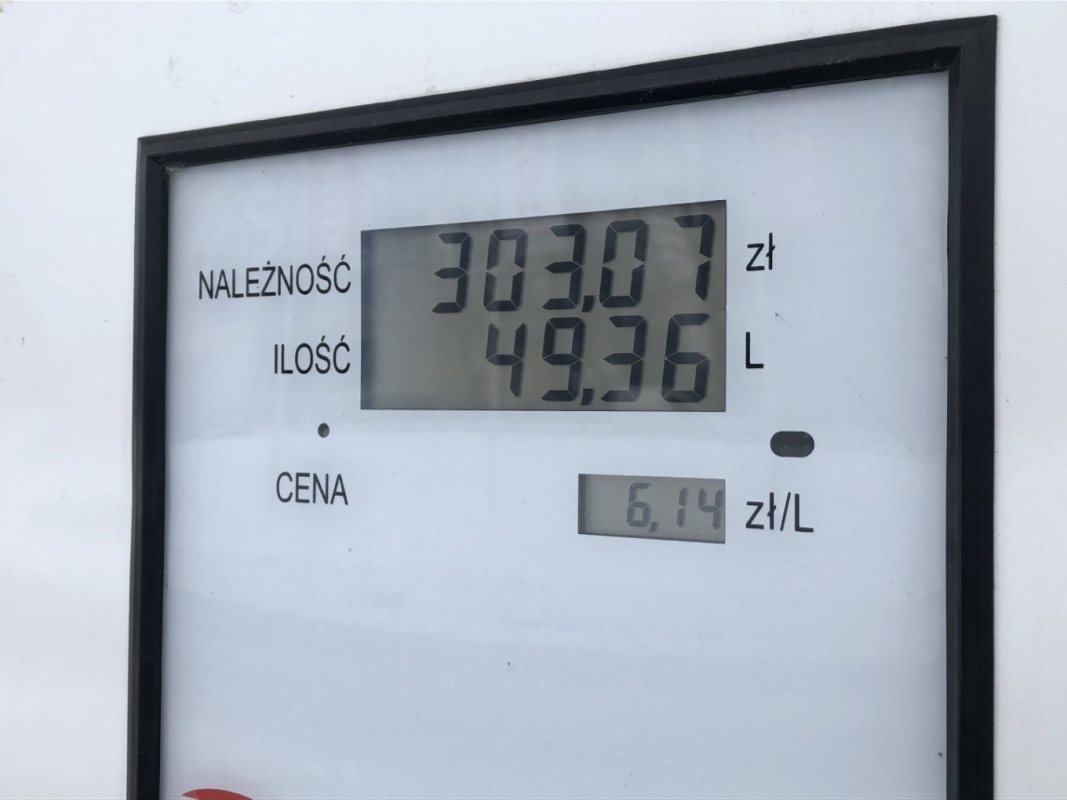 NALEŻNOŚĆ 303,07 zł
ILOŚĆ 49,36 L
CENA 6,14 zł/L